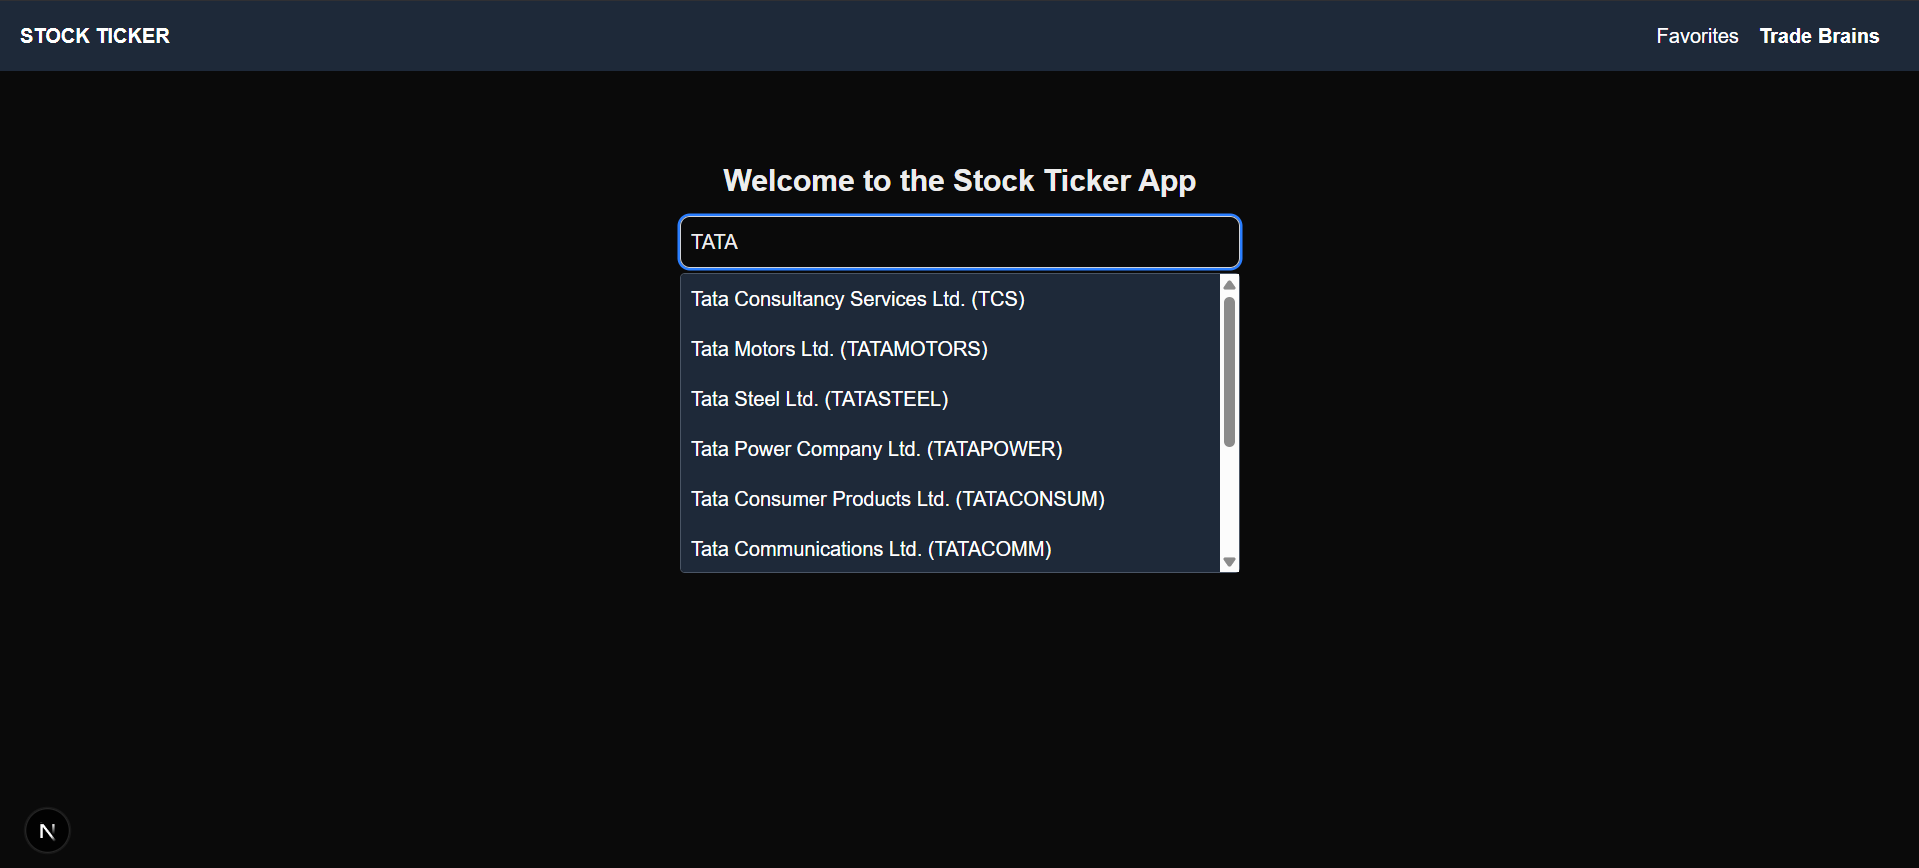 STOCK TICKER
Favorites Trade Brains
Welcome to the Stock Ticker App
TATA
Tata Consultancy Services Ltd. (TCS)
Tata Motors Ltd. (TATAMOTORS)
Tata Steel Ltd. (TATASTEEL)
Tata Power Company Ltd. (TATAPOWER)
Tata Consumer Products Ltd. (TATACONSUM)
Tata Communications Ltd. (TATACOMM)
N